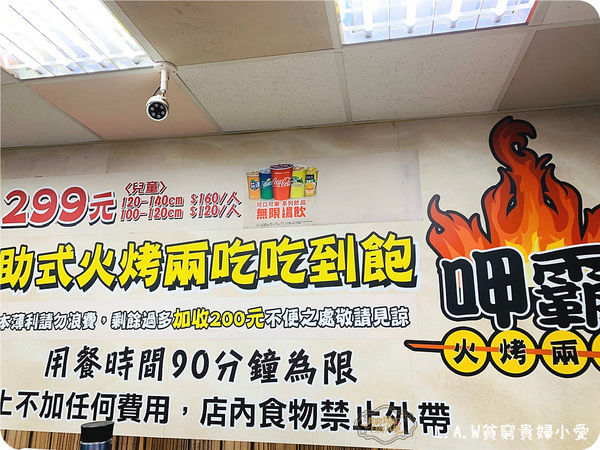 299元
〈兒童〉
120-140cm $160/人
100-120cm $120/人
可口可樂 系列飲品
無限暢飲
助式火烤兩吃吃到飽
本薄利請勿浪費，剩餘過多加收200元不便之處敬請見諒
用餐時間90分鐘為限
上不加任何費用，店內食物禁止外帶
呷霸
火烤兩
W貧窮貴婦小愛